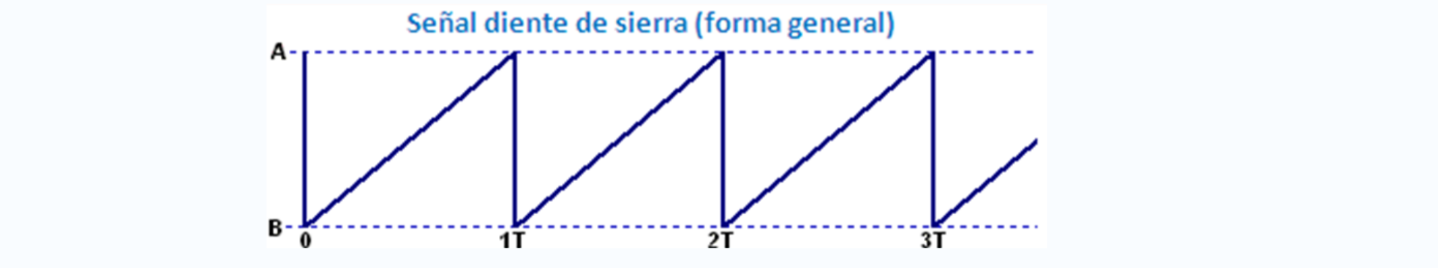 Señal diente de sierra (forma general)
A
B
0 1T 2T 3T